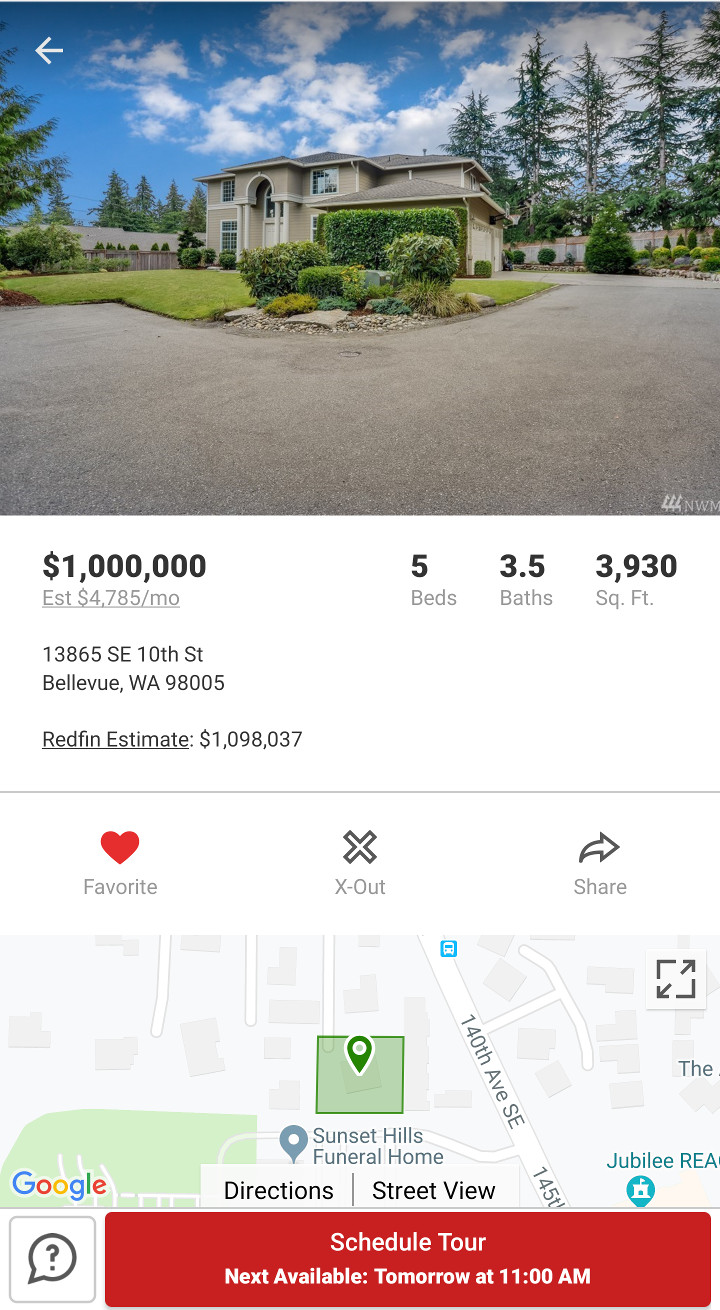 NWM
$1,000,000
5
3.5
3,930
Est $4,785/mo
Beds
Baths
Sq. Ft.
13865 SE 10th St
Bellevue, WA 98005
Redfin Estimate: $1,098,037
Favorite
X-Out
Share
140th Ave SE
The
Sunset Hills
Funeral Home
Jubilee REA
145t
Google
Directions
Street View
?
Schedule Tour
Next Available: Tomorrow at 11:00 AM